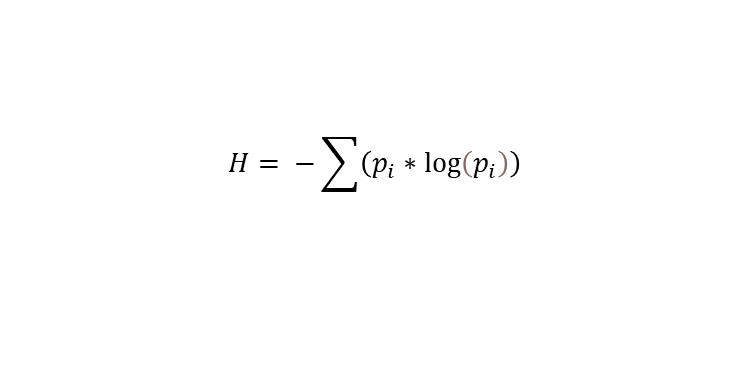 H = −∑(pᵢ ∗ log(pᵢ))